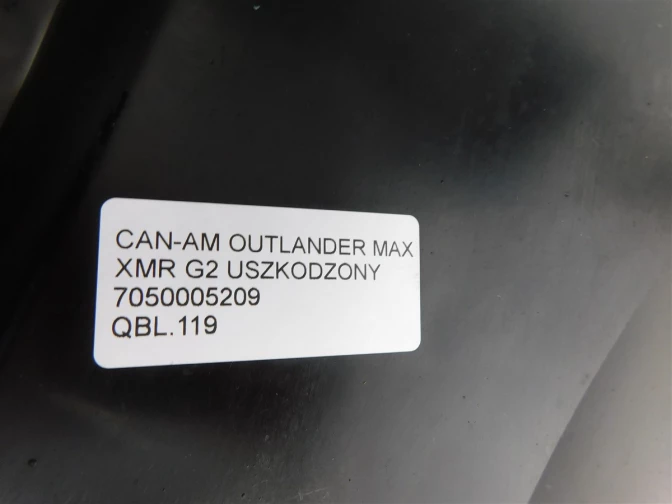 CAN-AM OUTLANDER MAX
XMR G2 USZKODZONY
7050005209
QBL.119